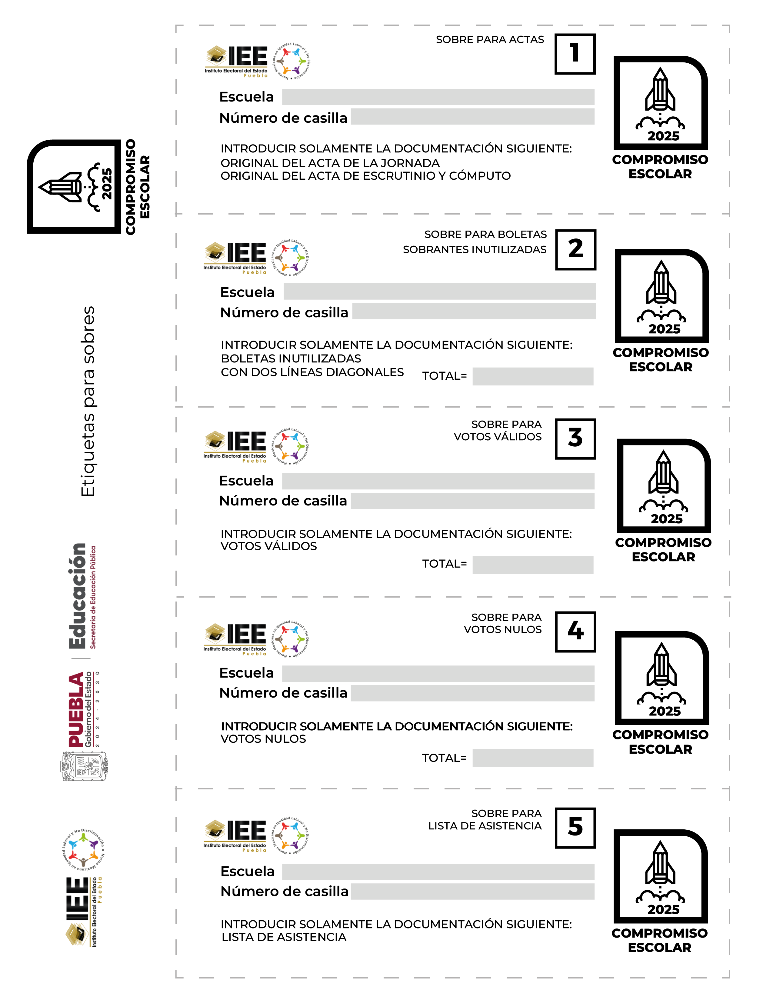 2025
COMPROMISO
ESCOLAR
Etiquetas para sobres
Educación
Secretaría de Educación Pública
PUEBLA
Gobierno del Estado
2024 - 2030
Norma Mexicana en Igualdad Laboral y No Discriminación
IEE
Instituto Electoral del Estado
Puebla
IEE
Instituto Electoral del Estado
Puebla
Norma Mexicana en Igualdad Laboral y No Discriminación
SOBRE PARA ACTAS
1
Escuela
Número de casilla
INTRODUCIR SOLAMENTE LA DOCUMENTACIÓN SIGUIENTE:
ORIGINAL DEL ACTA DE LA JORNADA
ORIGINAL DEL ACTA DE ESCRUTINIO Y CÓMPUTO
2025
COMPROMISO
ESCOLAR
IEE
Instituto Electoral del Estado
Puebla
Norma Mexicana en Igualdad Laboral y No Discriminación
SOBRE PARA BOLETAS
SOBRANTES INUTILIZADAS
2
Escuela
Número de casilla
INTRODUCIR SOLAMENTE LA DOCUMENTACIÓN SIGUIENTE:
BOLETAS INUTILIZADAS
CON DOS LÍNEAS DIAGONALES
TOTAL=
2025
COMPROMISO
ESCOLAR
IEE
Instituto Electoral del Estado
Puebla
Norma Mexicana en Igualdad Laboral y No Discriminación
SOBRE PARA
VOTOS VÁLIDOS
3
Escuela
Número de casilla
INTRODUCIR SOLAMENTE LA DOCUMENTACIÓN SIGUIENTE:
VOTOS VÁLIDOS
TOTAL=
2025
COMPROMISO
ESCOLAR
IEE
Instituto Electoral del Estado
Puebla
Norma Mexicana en Igualdad Laboral y No Discriminación
SOBRE PARA
VOTOS NULOS
4
Escuela
Número de casilla
INTRODUCIR SOLAMENTE LA DOCUMENTACIÓN SIGUIENTE:
VOTOS NULOS
TOTAL=
2025
COMPROMISO
ESCOLAR
IEE
Instituto Electoral del Estado
Puebla
Norma Mexicana en Igualdad Laboral y No Discriminación
SOBRE PARA
LISTA DE ASISTENCIA
5
Escuela
Número de casilla
INTRODUCIR SOLAMENTE LA DOCUMENTACIÓN SIGUIENTE:
LISTA DE ASISTENCIA
2025
COMPROMISO
ESCOLAR